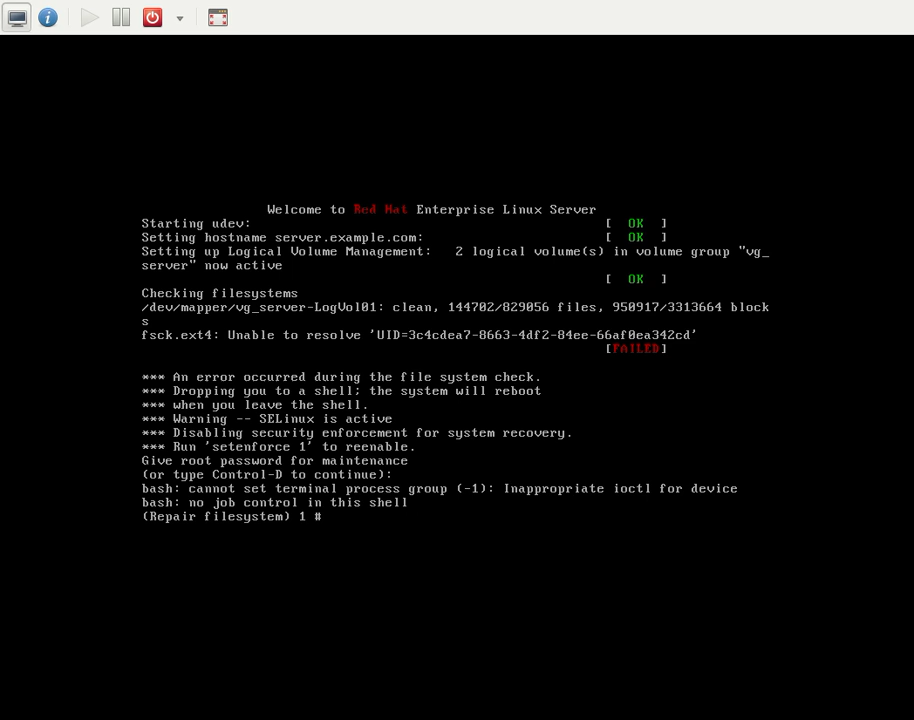 Welcome to Red Hat Enterprise Linux Server
Starting udev: [ OK ]
Setting hostname server.example.com: [ OK ]
Setting up Logical Volume Management: 2 logical volume(s) in volume group "vg_
server" now active
[ OK ]
Checking filesystems
/dev/mapper/vg_server-LogVol01: clean, 144702/829056 files, 950917/3313664 block
s
fsck.ext4: Unable to resolve 'UID=3c4cdea7-8663-4df2-84ee-66af0ea342cd'
[FAILED]
*** An error occurred during the file system check.
*** Dropping you to a shell; the system will reboot
*** when you leave the shell.
*** Warning -- SELinux is active
*** Disabling security enforcement for system recovery.
*** Run 'setenforce 1' to reenable.
Give root password for maintenance
(or type Control-D to continue):
bash: cannot set terminal process group (-1): Inappropriate ioctl for device
bash: no job control in this shell
(Repair filesystem) 1 #